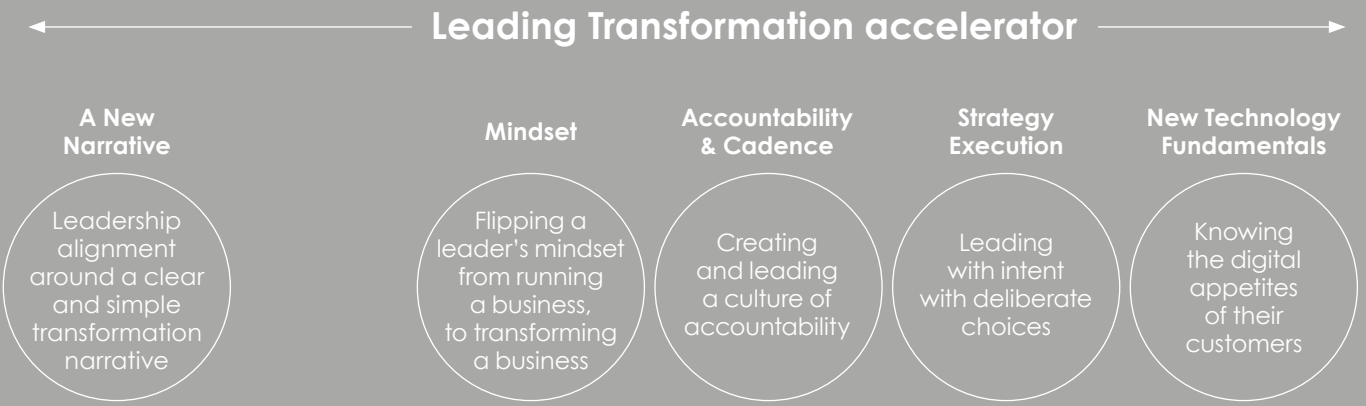 Leading Transformation accelerator
A New
Narrative
Leadership
alignment
around a clear
and simple
transformation
narrative
Mindset
Flipping a
leader’s mindset
from running
a business,
to transforming
a business
Accountability
& Cadence
Creating
and leading
a culture of
accountability
Strategy
Execution
Leading
with intent
with deliberate
choices
New Technology
Fundamentals
Knowing
the digital
appetites
of their
customers